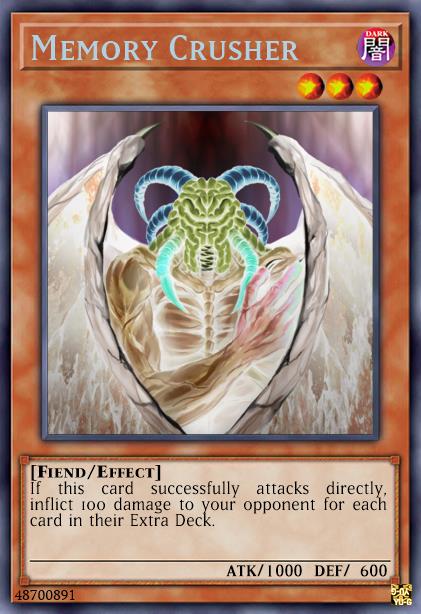 MEMORY CRUSHER
DARK
闇
[FIEND/EFFECT]
If this card successfully attacks directly,
inflict 100 damage to your opponent for each
card in their Extra Deck.
ATK/1000 DEF/ 600
48700891